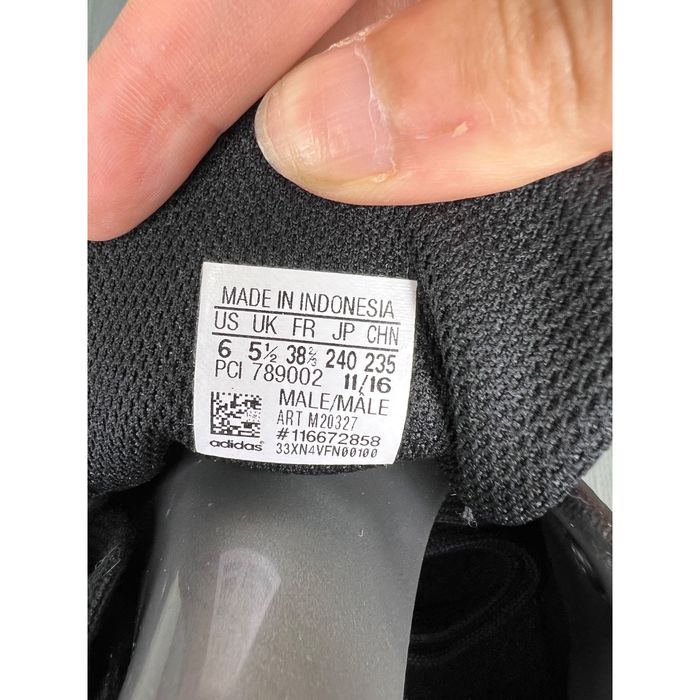 MADE IN INDONESIA
US UK FR JP CHN
6 5½ 38⅔ 240 235
PCI 789002 11/16
MALE/MÂLE
ART M20327
#116672858
adidas 33XN4VFN00100